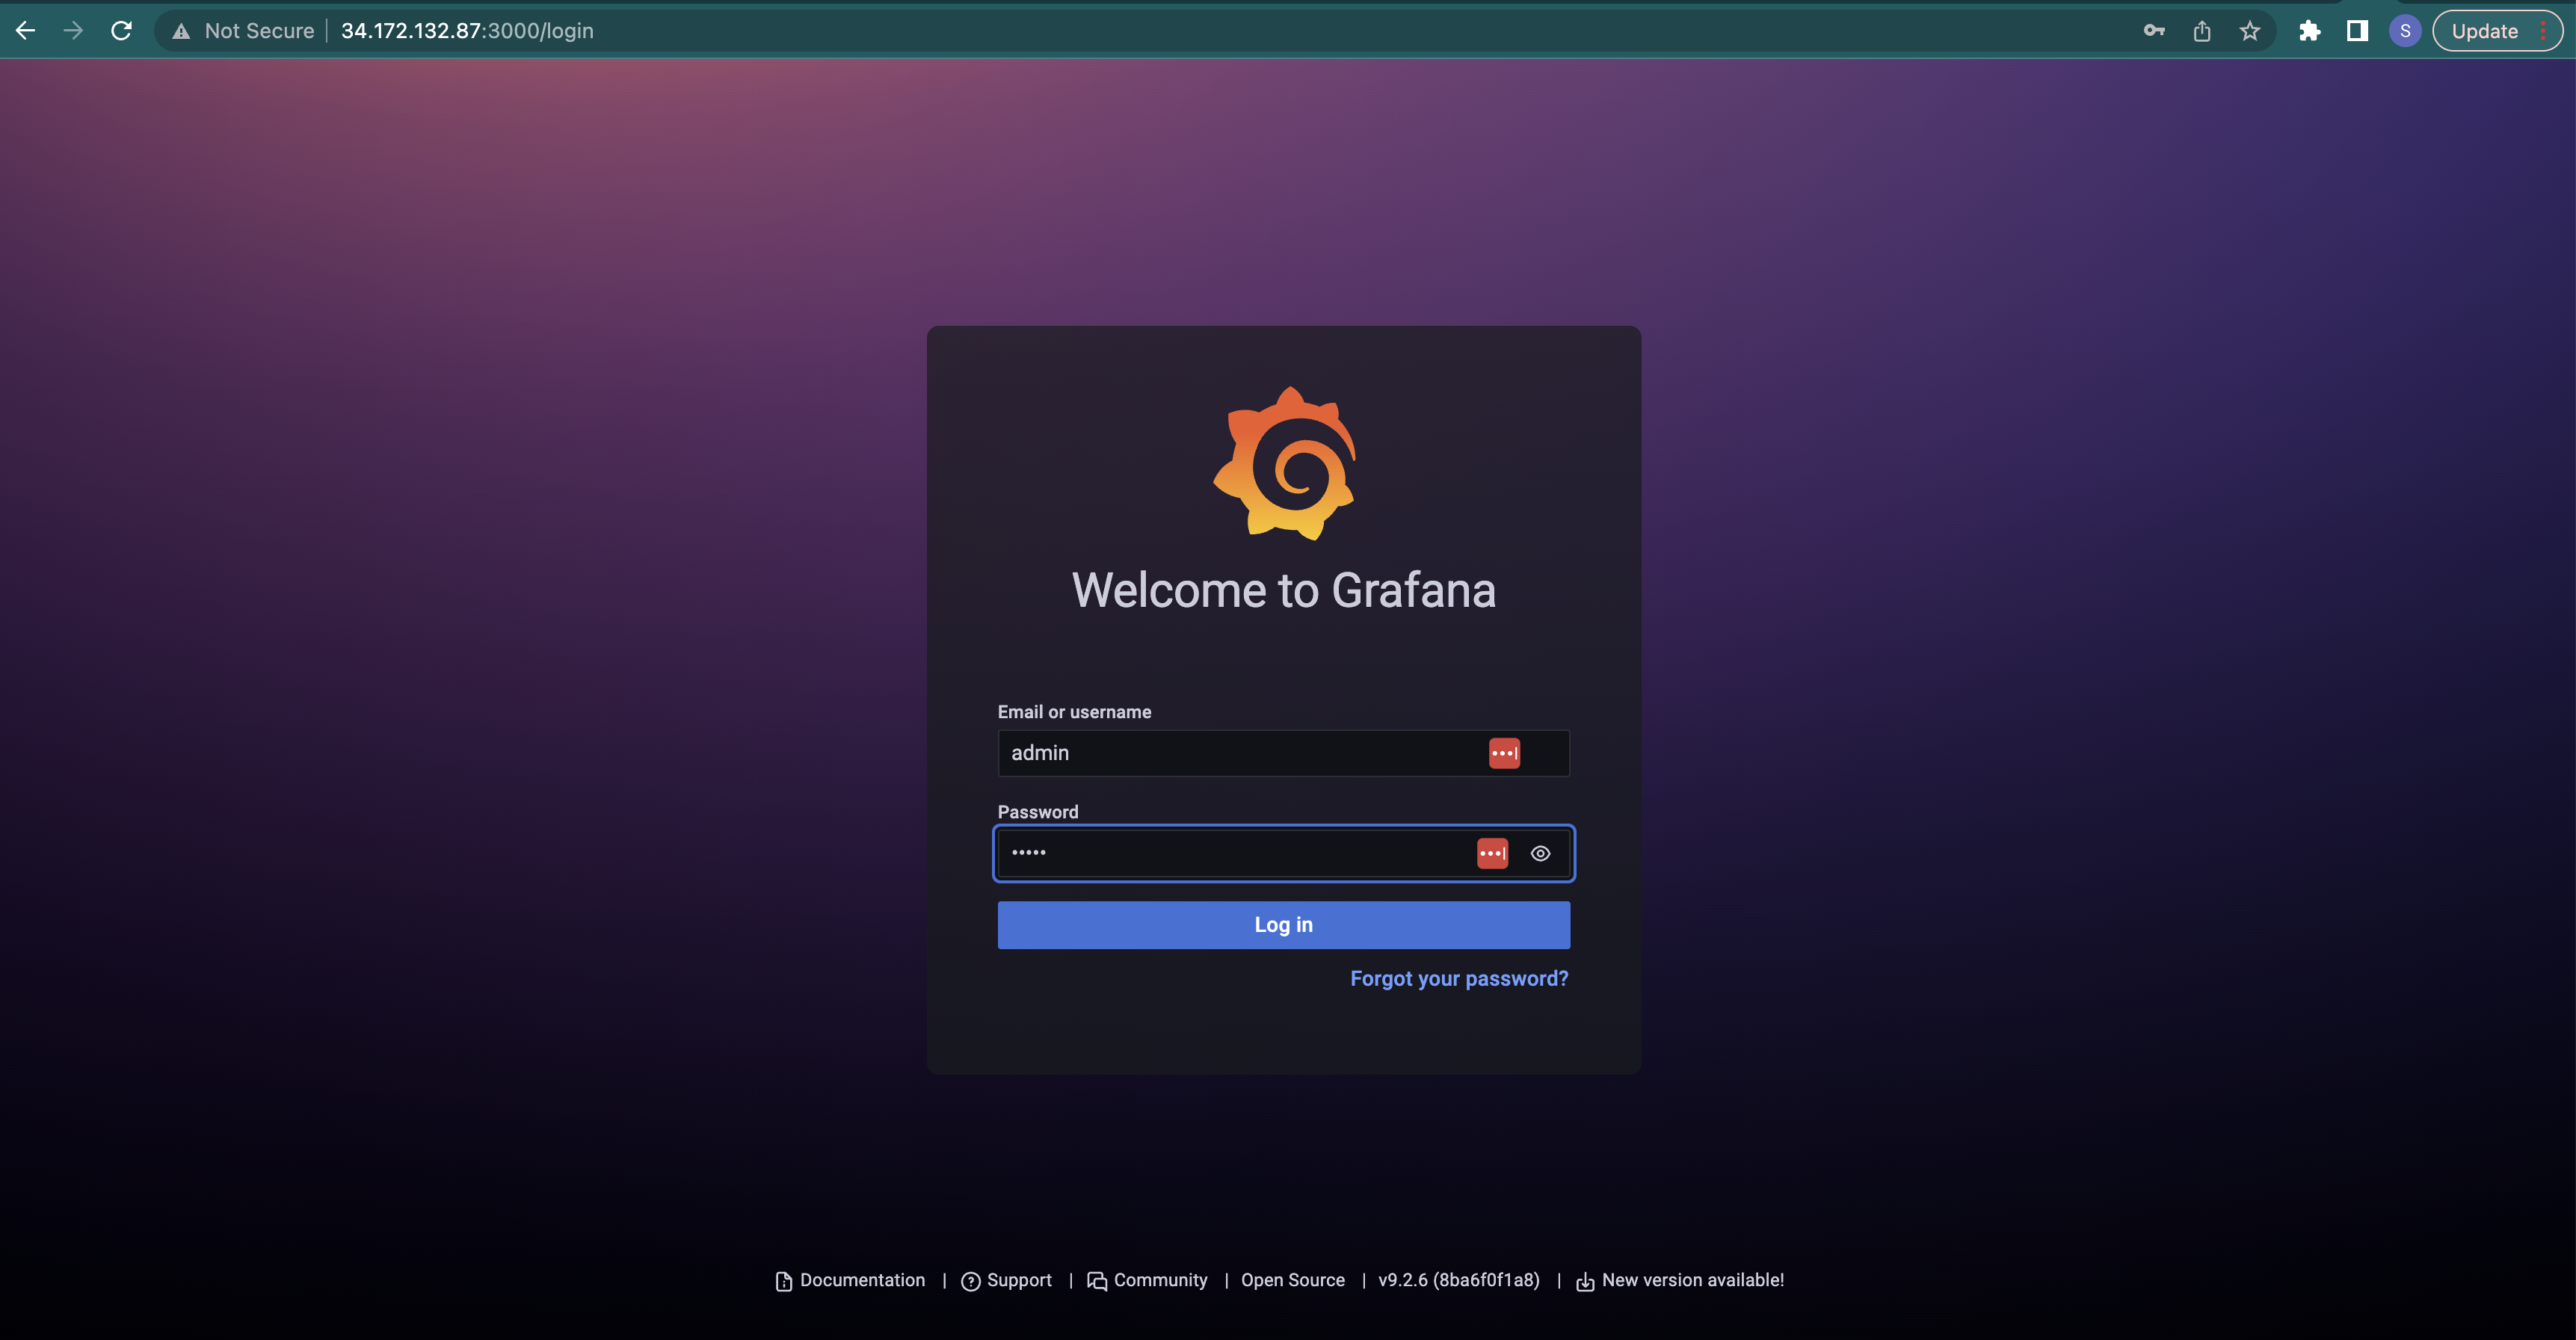 Not Secure 34.172.132.87:3000/login S Update
Welcome to Grafana
Email or username
admin
Password
•••••
Log in
Forgot your password?
Documentation | Support | Community | Open Source | v9.2.6 (8ba6f0f1a8) | New version available!